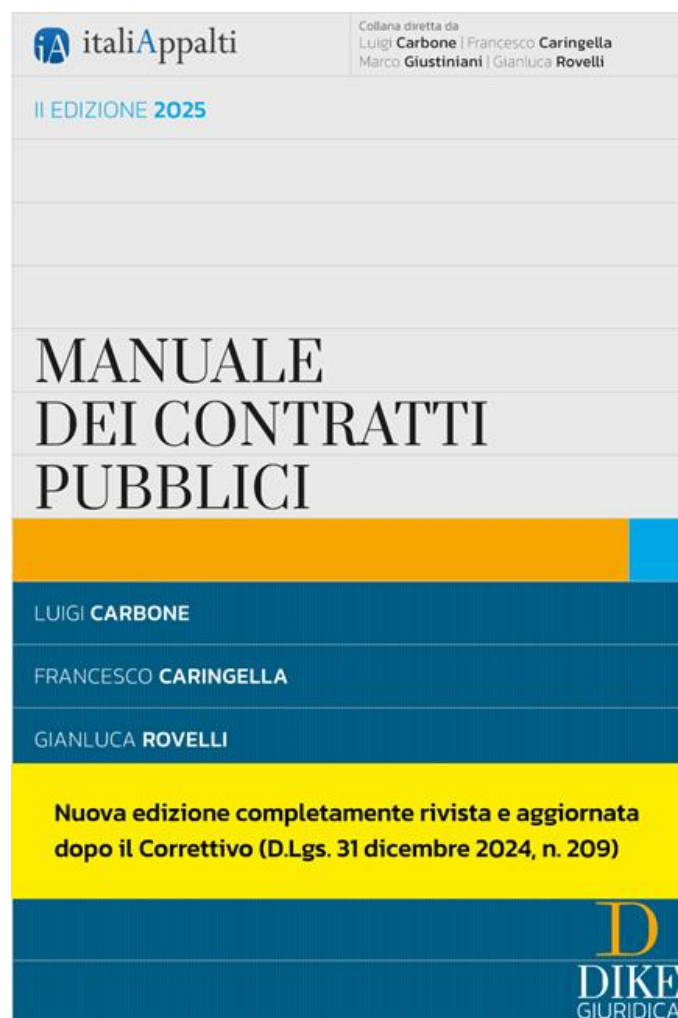 iA italiAppalti
Collana diretta da
Luigi Carbone | Francesco Caringella
Marco Giustiniani | Gianluca Rovelli
II EDIZIONE 2025
MANUALE
DEI CONTRATTI
PUBBLICI
LUIGI CARBONE
FRANCESCO CARINGELLA
GIANLUCA ROVELLI
Nuova edizione completamente rivista e aggiornata
dopo il Correttivo (D.Lgs. 31 dicembre 2024, n. 209)
D
DIKE
GIURIDICA